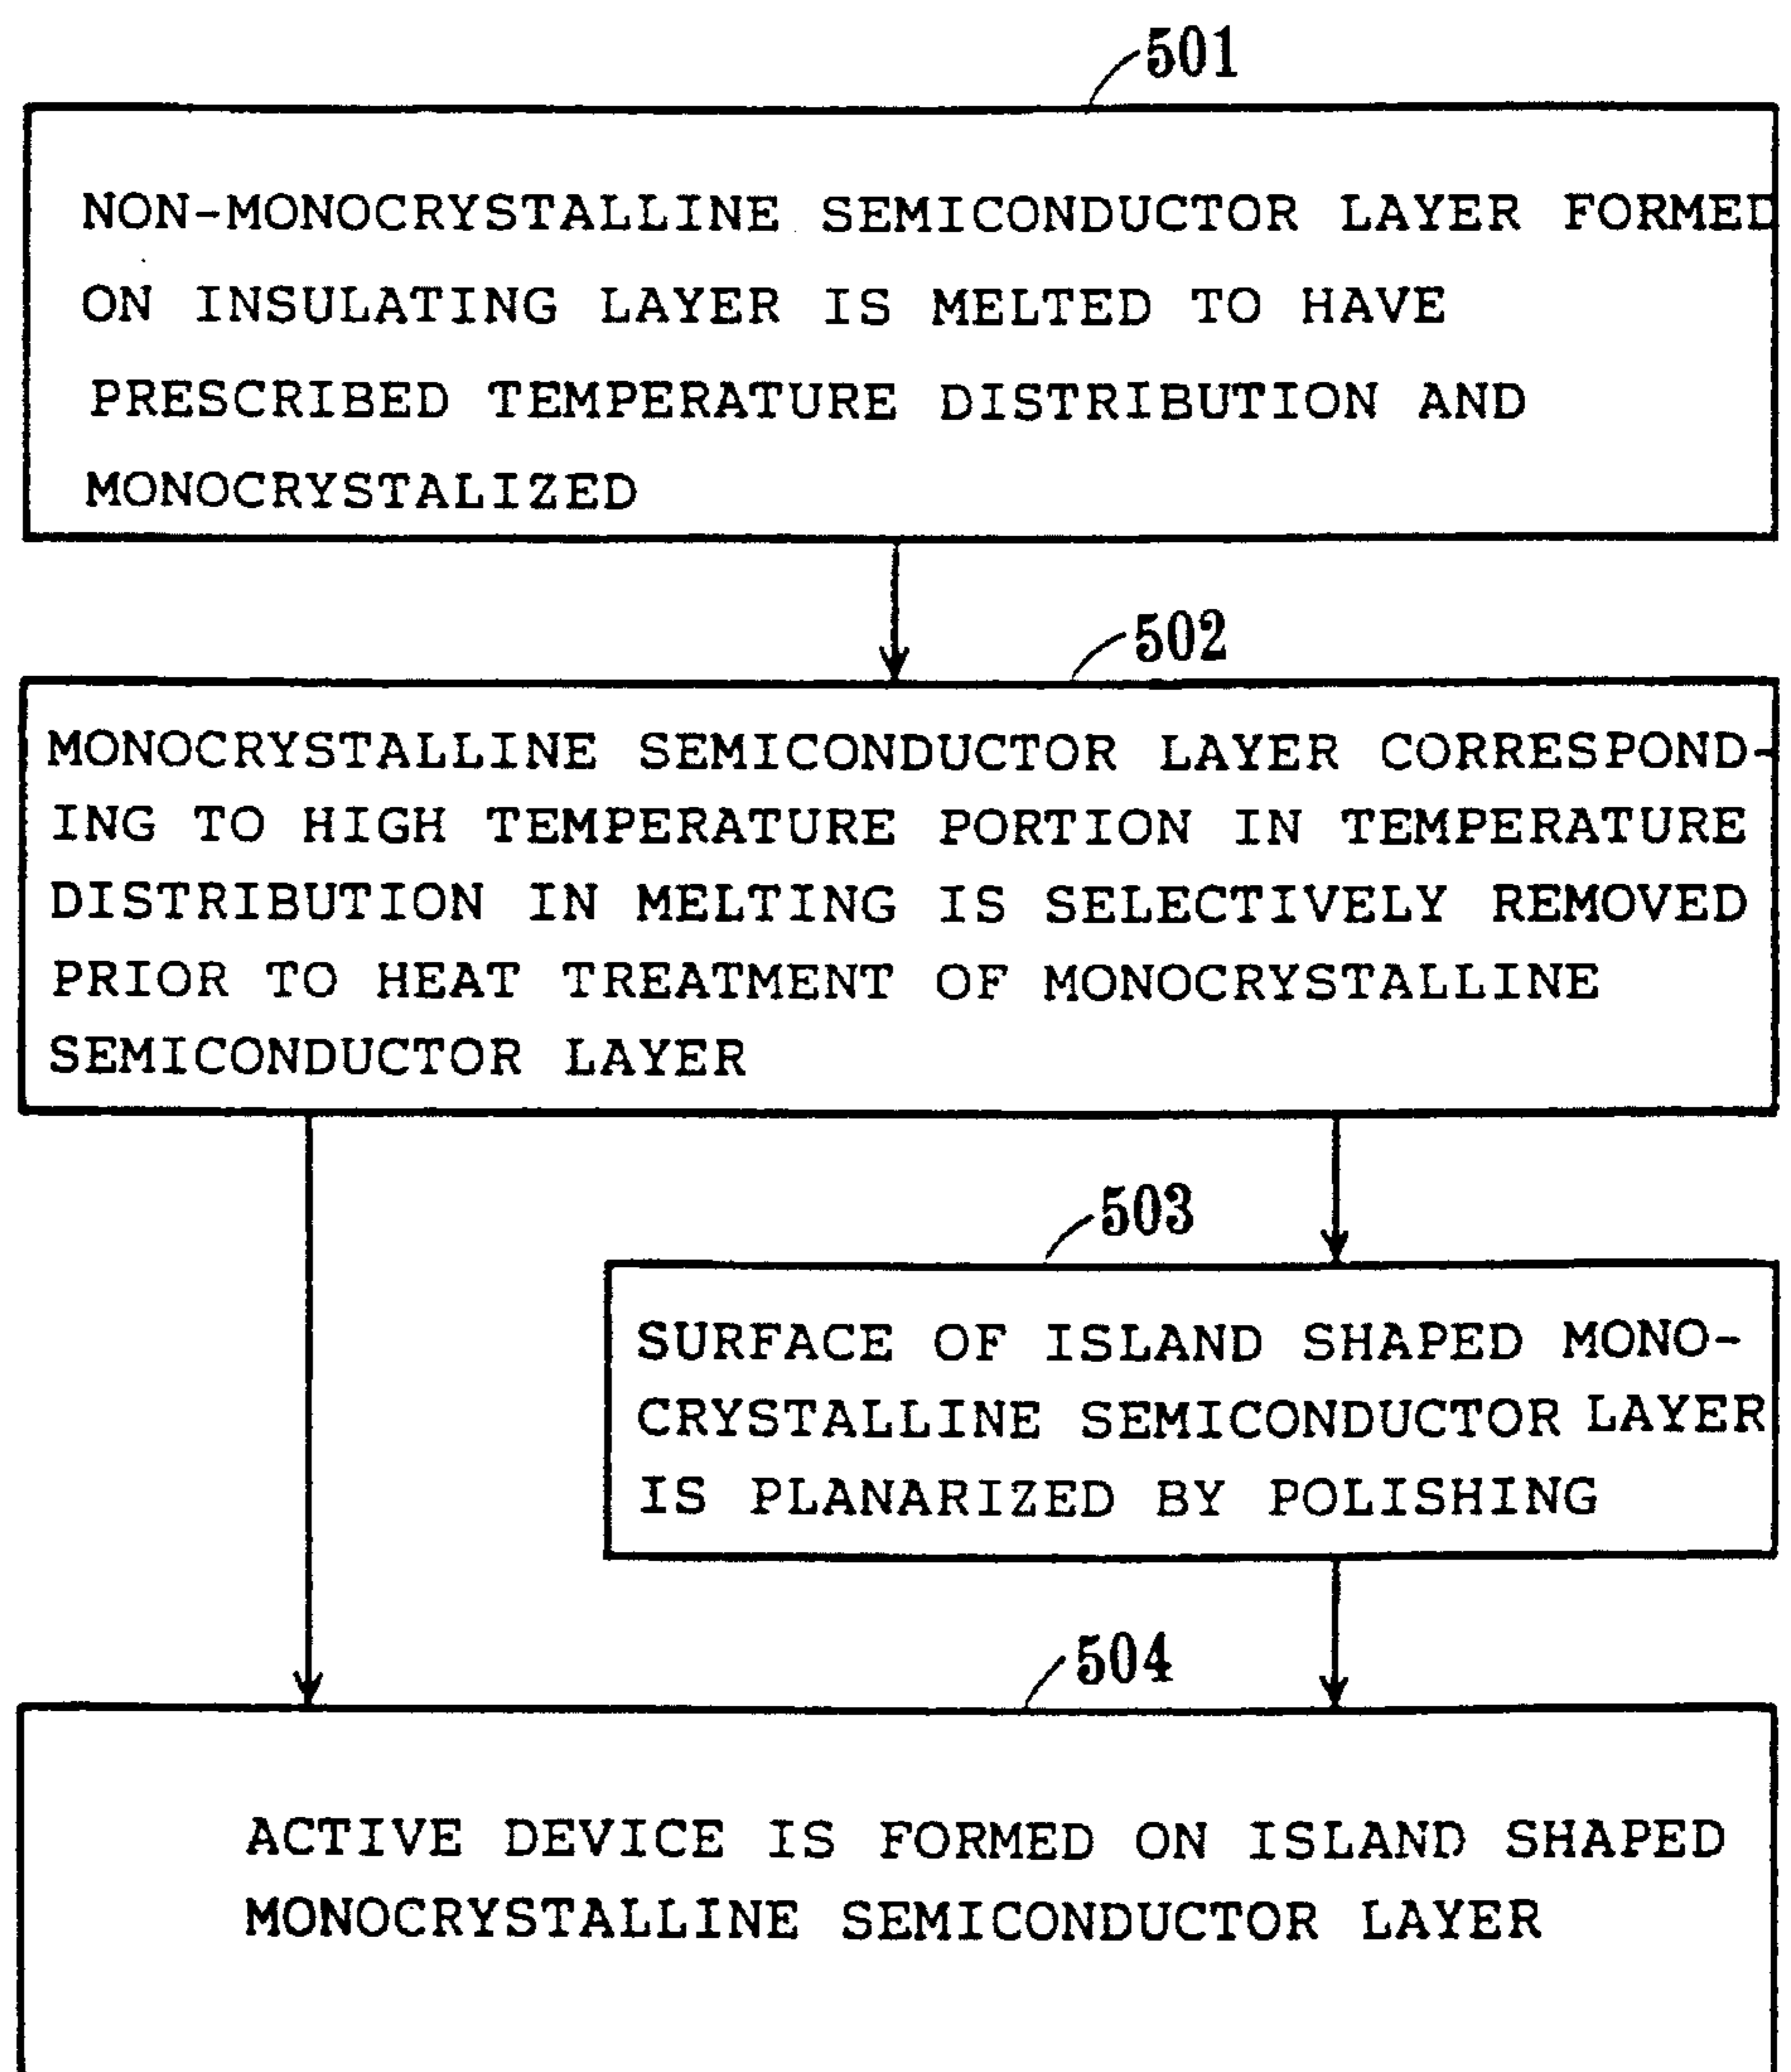 501
NON-MONOCRYSTALLINE SEMICONDUCTOR LAYER FORMED
ON INSULATING LAYER IS MELTED TO HAVE
PRESCRIBED TEMPERATURE DISTRIBUTION AND
MONOCRYSTALIZED
502
MONOCRYSTALLINE SEMICONDUCTOR LAYER CORRESPOND-
ING TO HIGH TEMPERATURE PORTION IN TEMPERATURE
DISTRIBUTION IN MELTING IS SELECTIVELY REMOVED
PRIOR TO HEAT TREATMENT OF MONOCRYSTALLINE
SEMICONDUCTOR LAYER
503
SURFACE OF ISLAND SHAPED MONO-
CRYSTALLINE SEMICONDUCTOR LAYER
IS PLANARIZED BY POLISHING
504
ACTIVE DEVICE IS FORMED ON ISLAND SHAPED
MONOCRYSTALLINE SEMICONDUCTOR LAYER